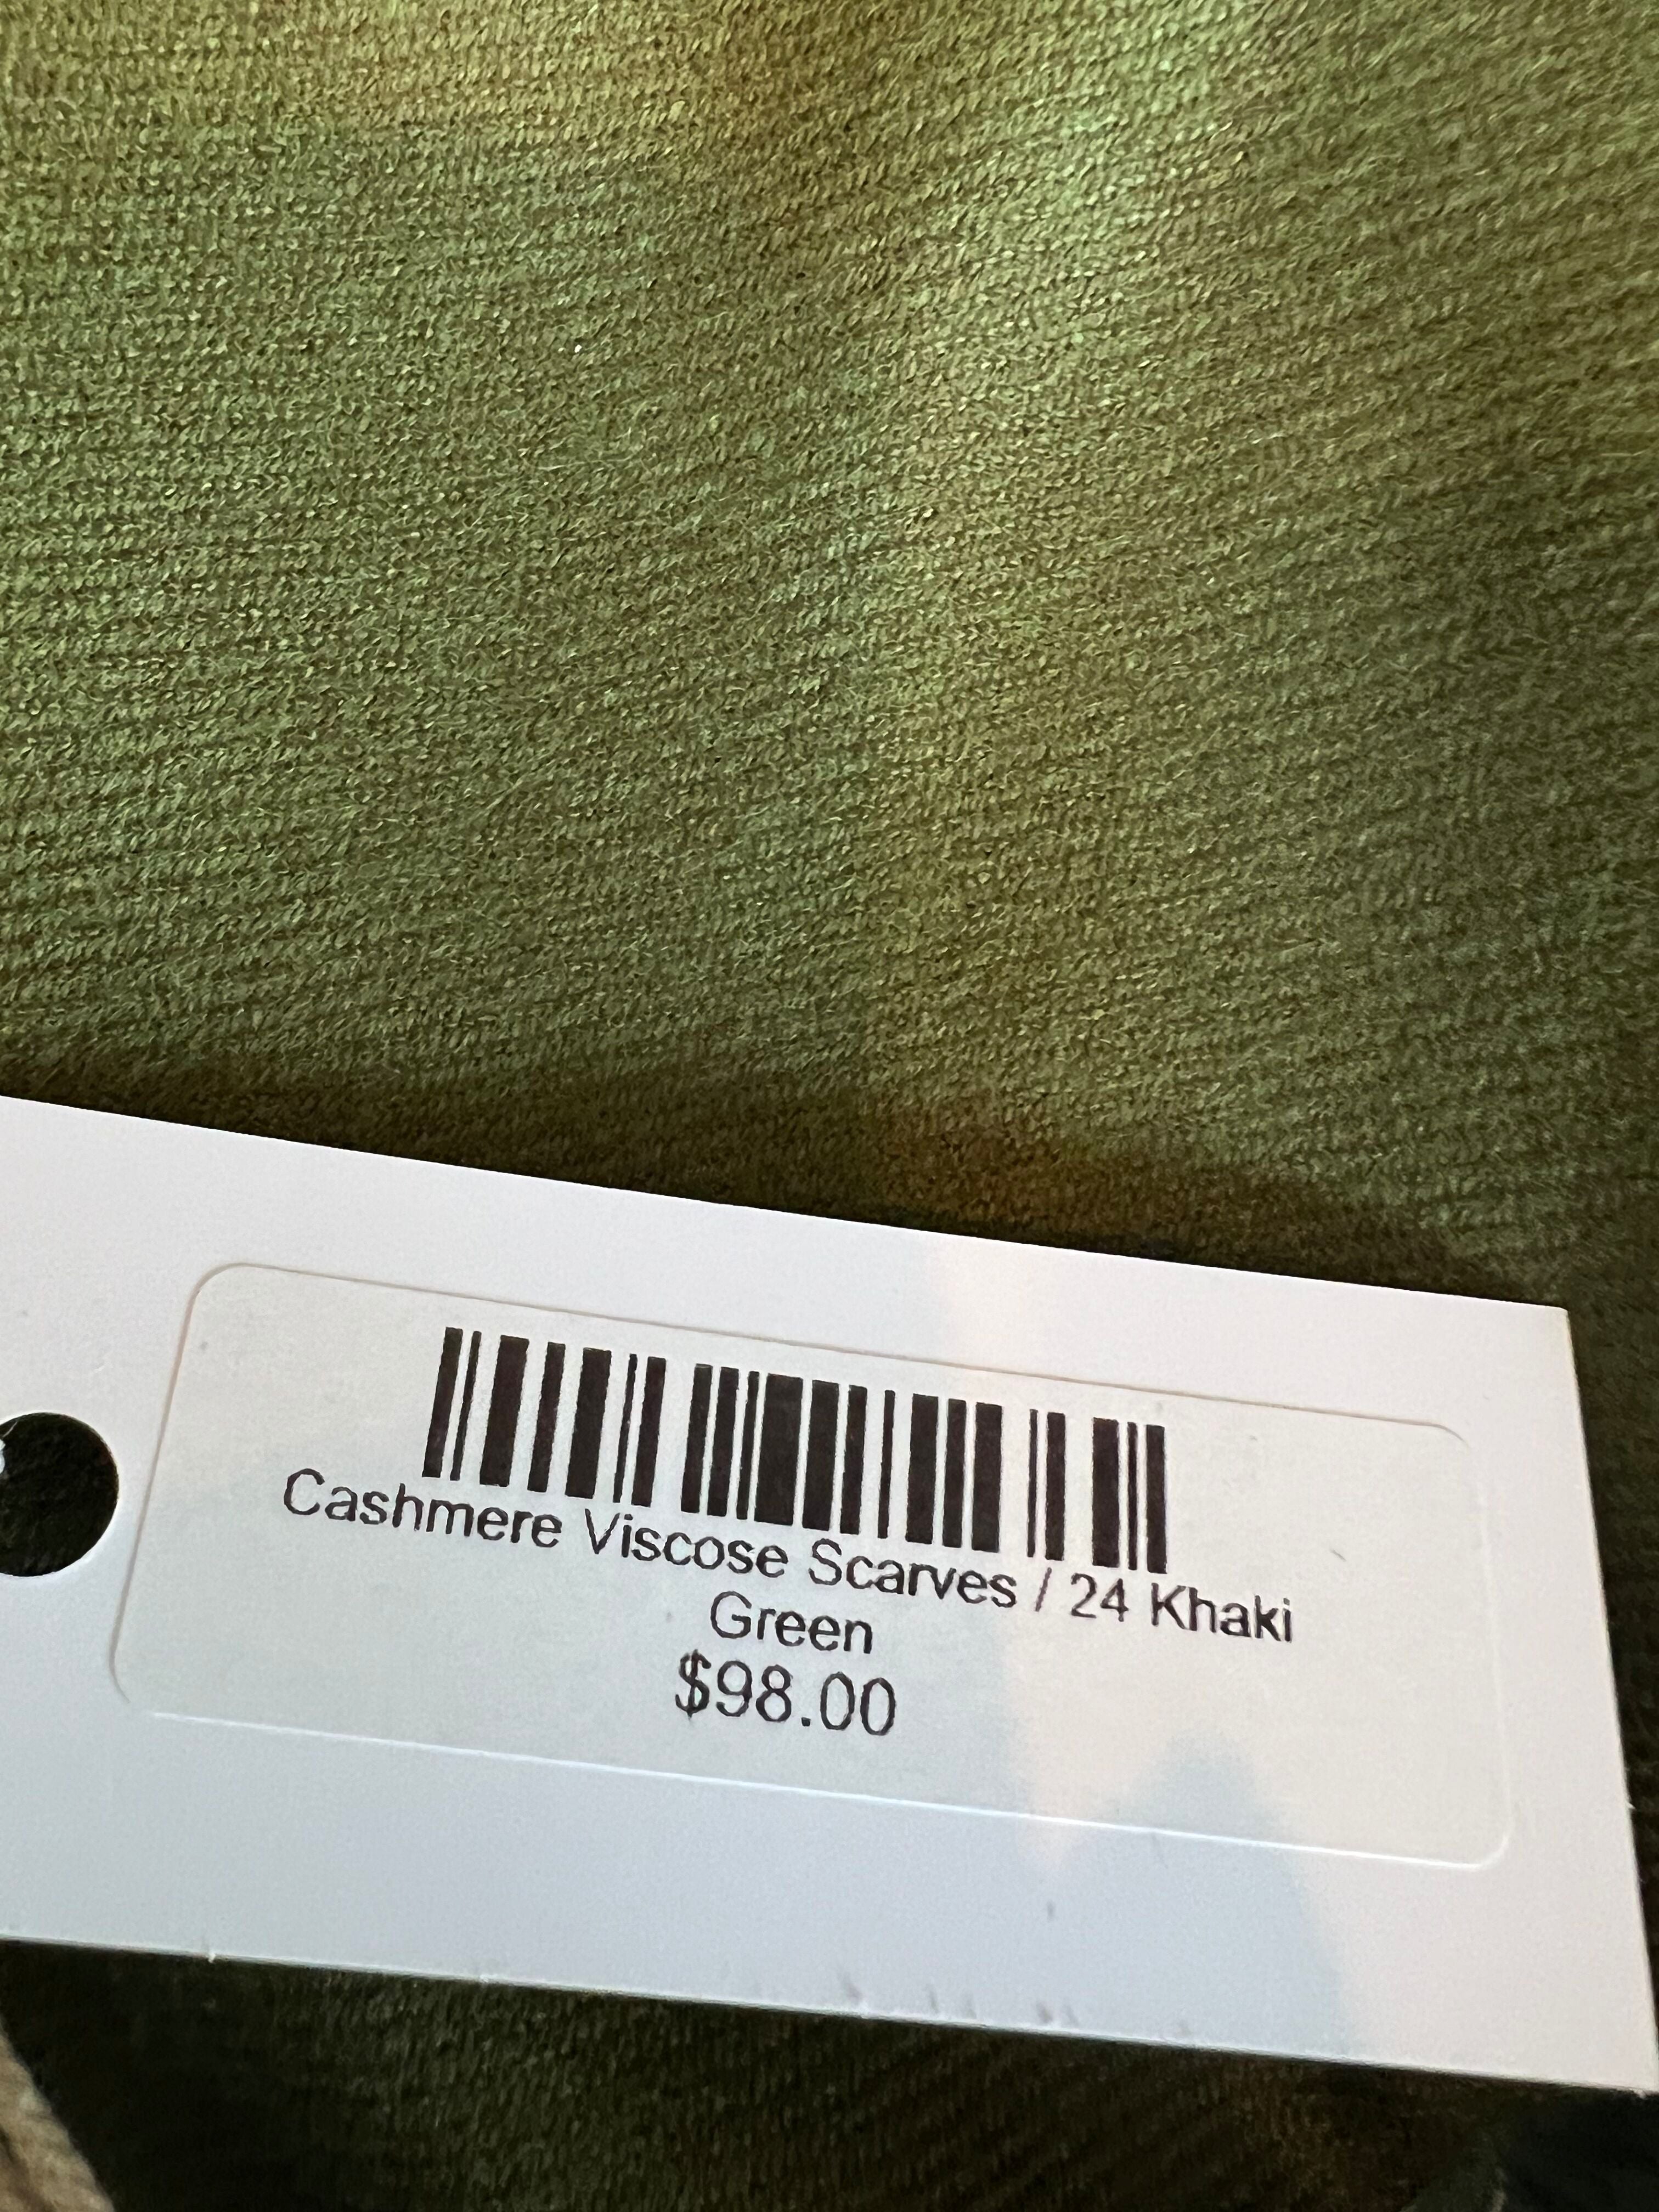 Cashmere Viscose Scarves / 24 Khaki
Green
$98.00